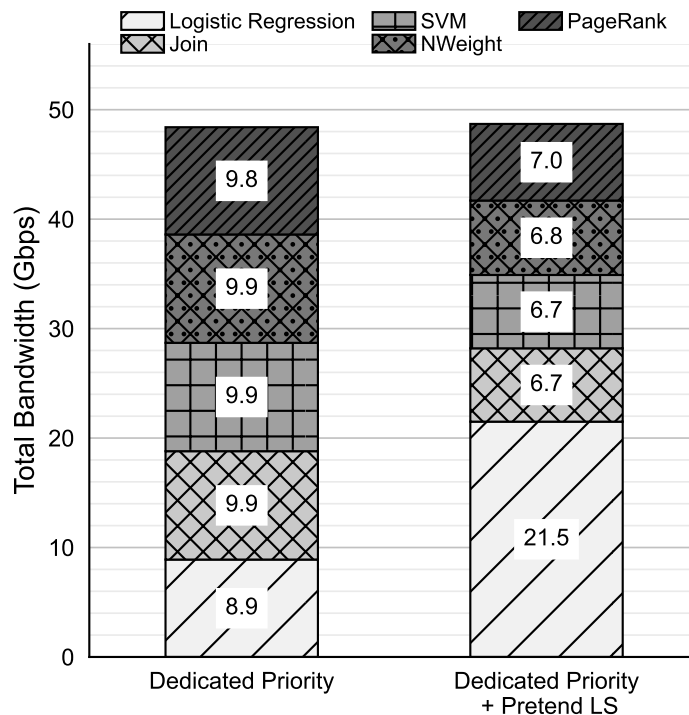 Logistic Regression SVM PageRank
Join NWeight
50
40
30
20
10
0
Total Bandwidth (Gbps)
9.8
9.9
9.9
9.9
8.9
7.0
6.8
6.7
6.7
21.5
Dedicated Priority
Dedicated Priority
+ Pretend LS